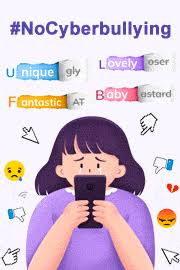 #NoCyberbullying
Unique gly Lovely oser
Fantastic AT Baby astard